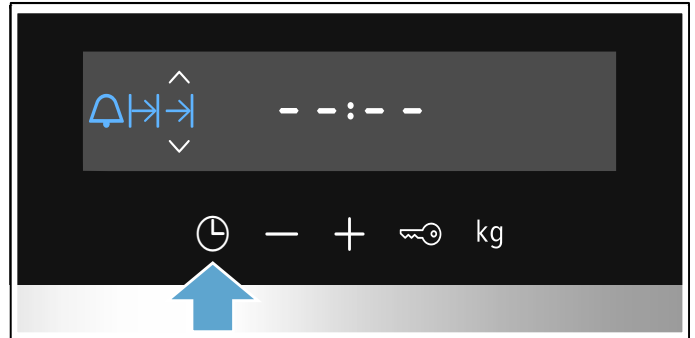 – –:– –
kg